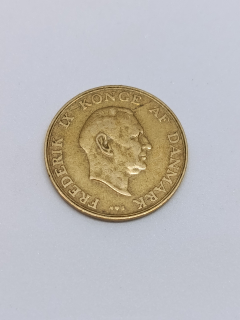 FREDERIK IX KONGE AF DANMARK